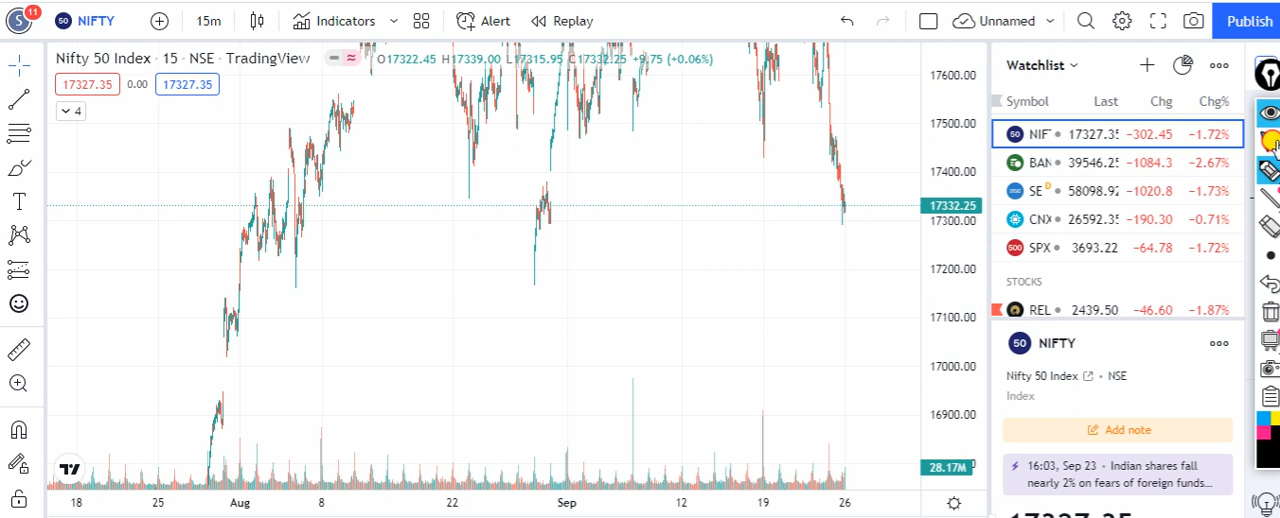 S 11 50 NIFTY 15m Indicators Alert Replay Unnamed Publish
Nifty 50 Index · 15 · NSE · TradingView O17322.45 H17339.00 L17315.95 C17332.25 +9.75 (+0.06%)
17327.35 0.00 17327.35
4
17600.00
17500.00
17400.00
17332.25
17300.00
17200.00
17100.00
17000.00
16900.00
28.17M
18 25 Aug 8 22 Sep 12 19 26
Watchlist
Symbol Last Chg Chg%
50 NIF 17327.35 −302.45 −1.72%
BAN 39546.25 −1084.3 −2.67%
SE D 58098.92 −1020.8 −1.73%
CNX 26592.35 −190.30 −0.71%
500 SPX 3693.22 −64.78 −1.72%
STOCKS
REL 2439.50 −46.60 −1.87%
50 NIFTY
Nifty 50 Index · NSE
Index
Add note
16:03, Sep 23 · Indian shares fall
nearly 2% on fears of foreign funds...
17327.35